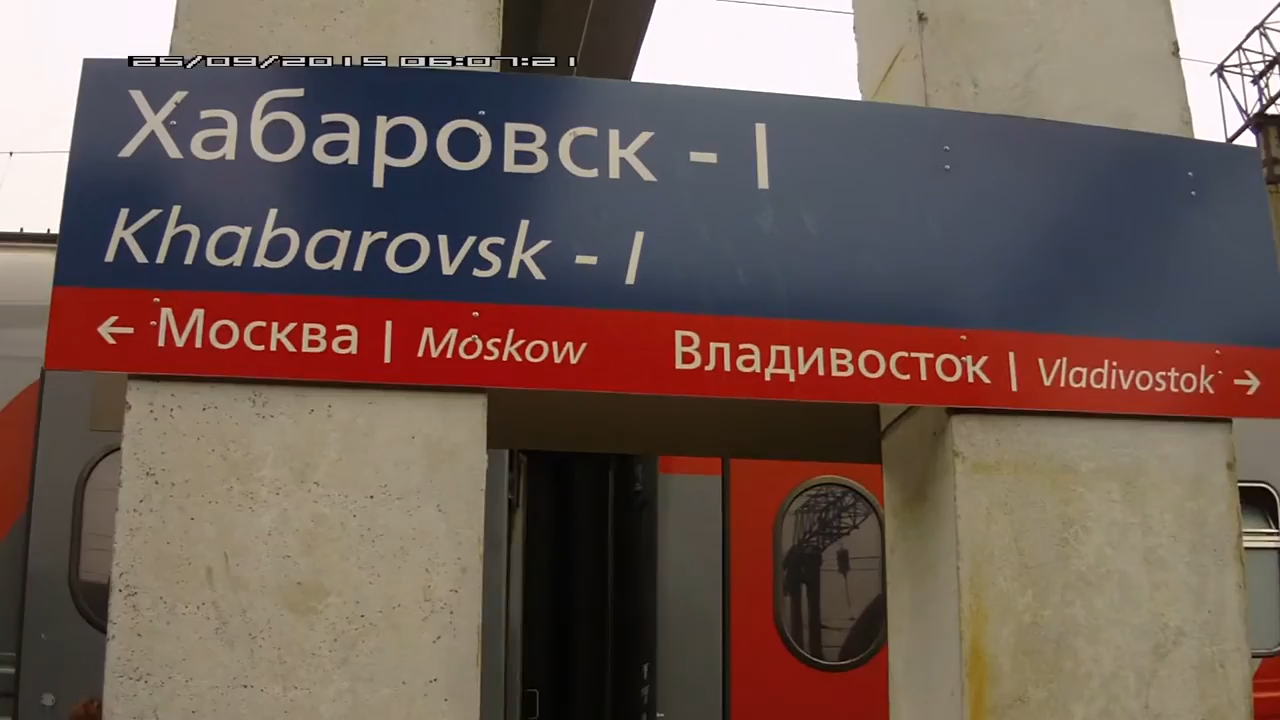 25/09/2015 06:07:21
Хабаровск - I
Khabarovsk - I
← Москва | Moskow Владивосток | Vladivostok →